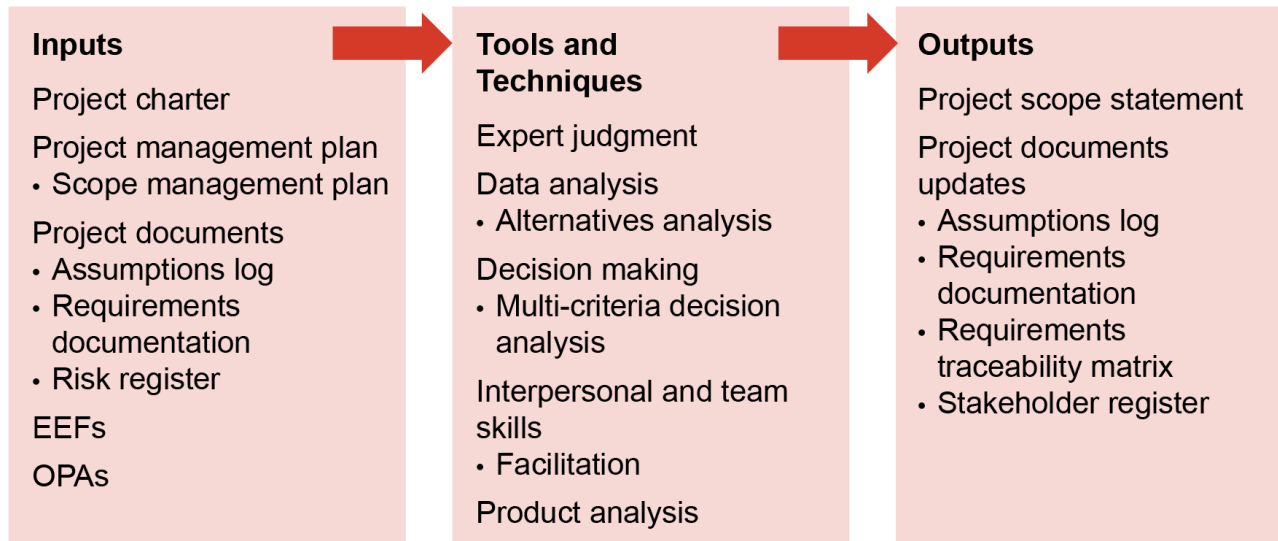 Inputs
Project charter
Project management plan
• Scope management plan
Project documents
• Assumptions log
• Requirements
documentation
• Risk register
EEFs
OPAs
Tools and
Techniques
Expert judgment
Data analysis
• Alternatives analysis
Decision making
• Multi-criteria decision
analysis
Interpersonal and team
skills
• Facilitation
Product analysis
Outputs
Project scope statement
Project documents
updates
• Assumptions log
• Requirements
documentation
• Requirements
traceability matrix
• Stakeholder register